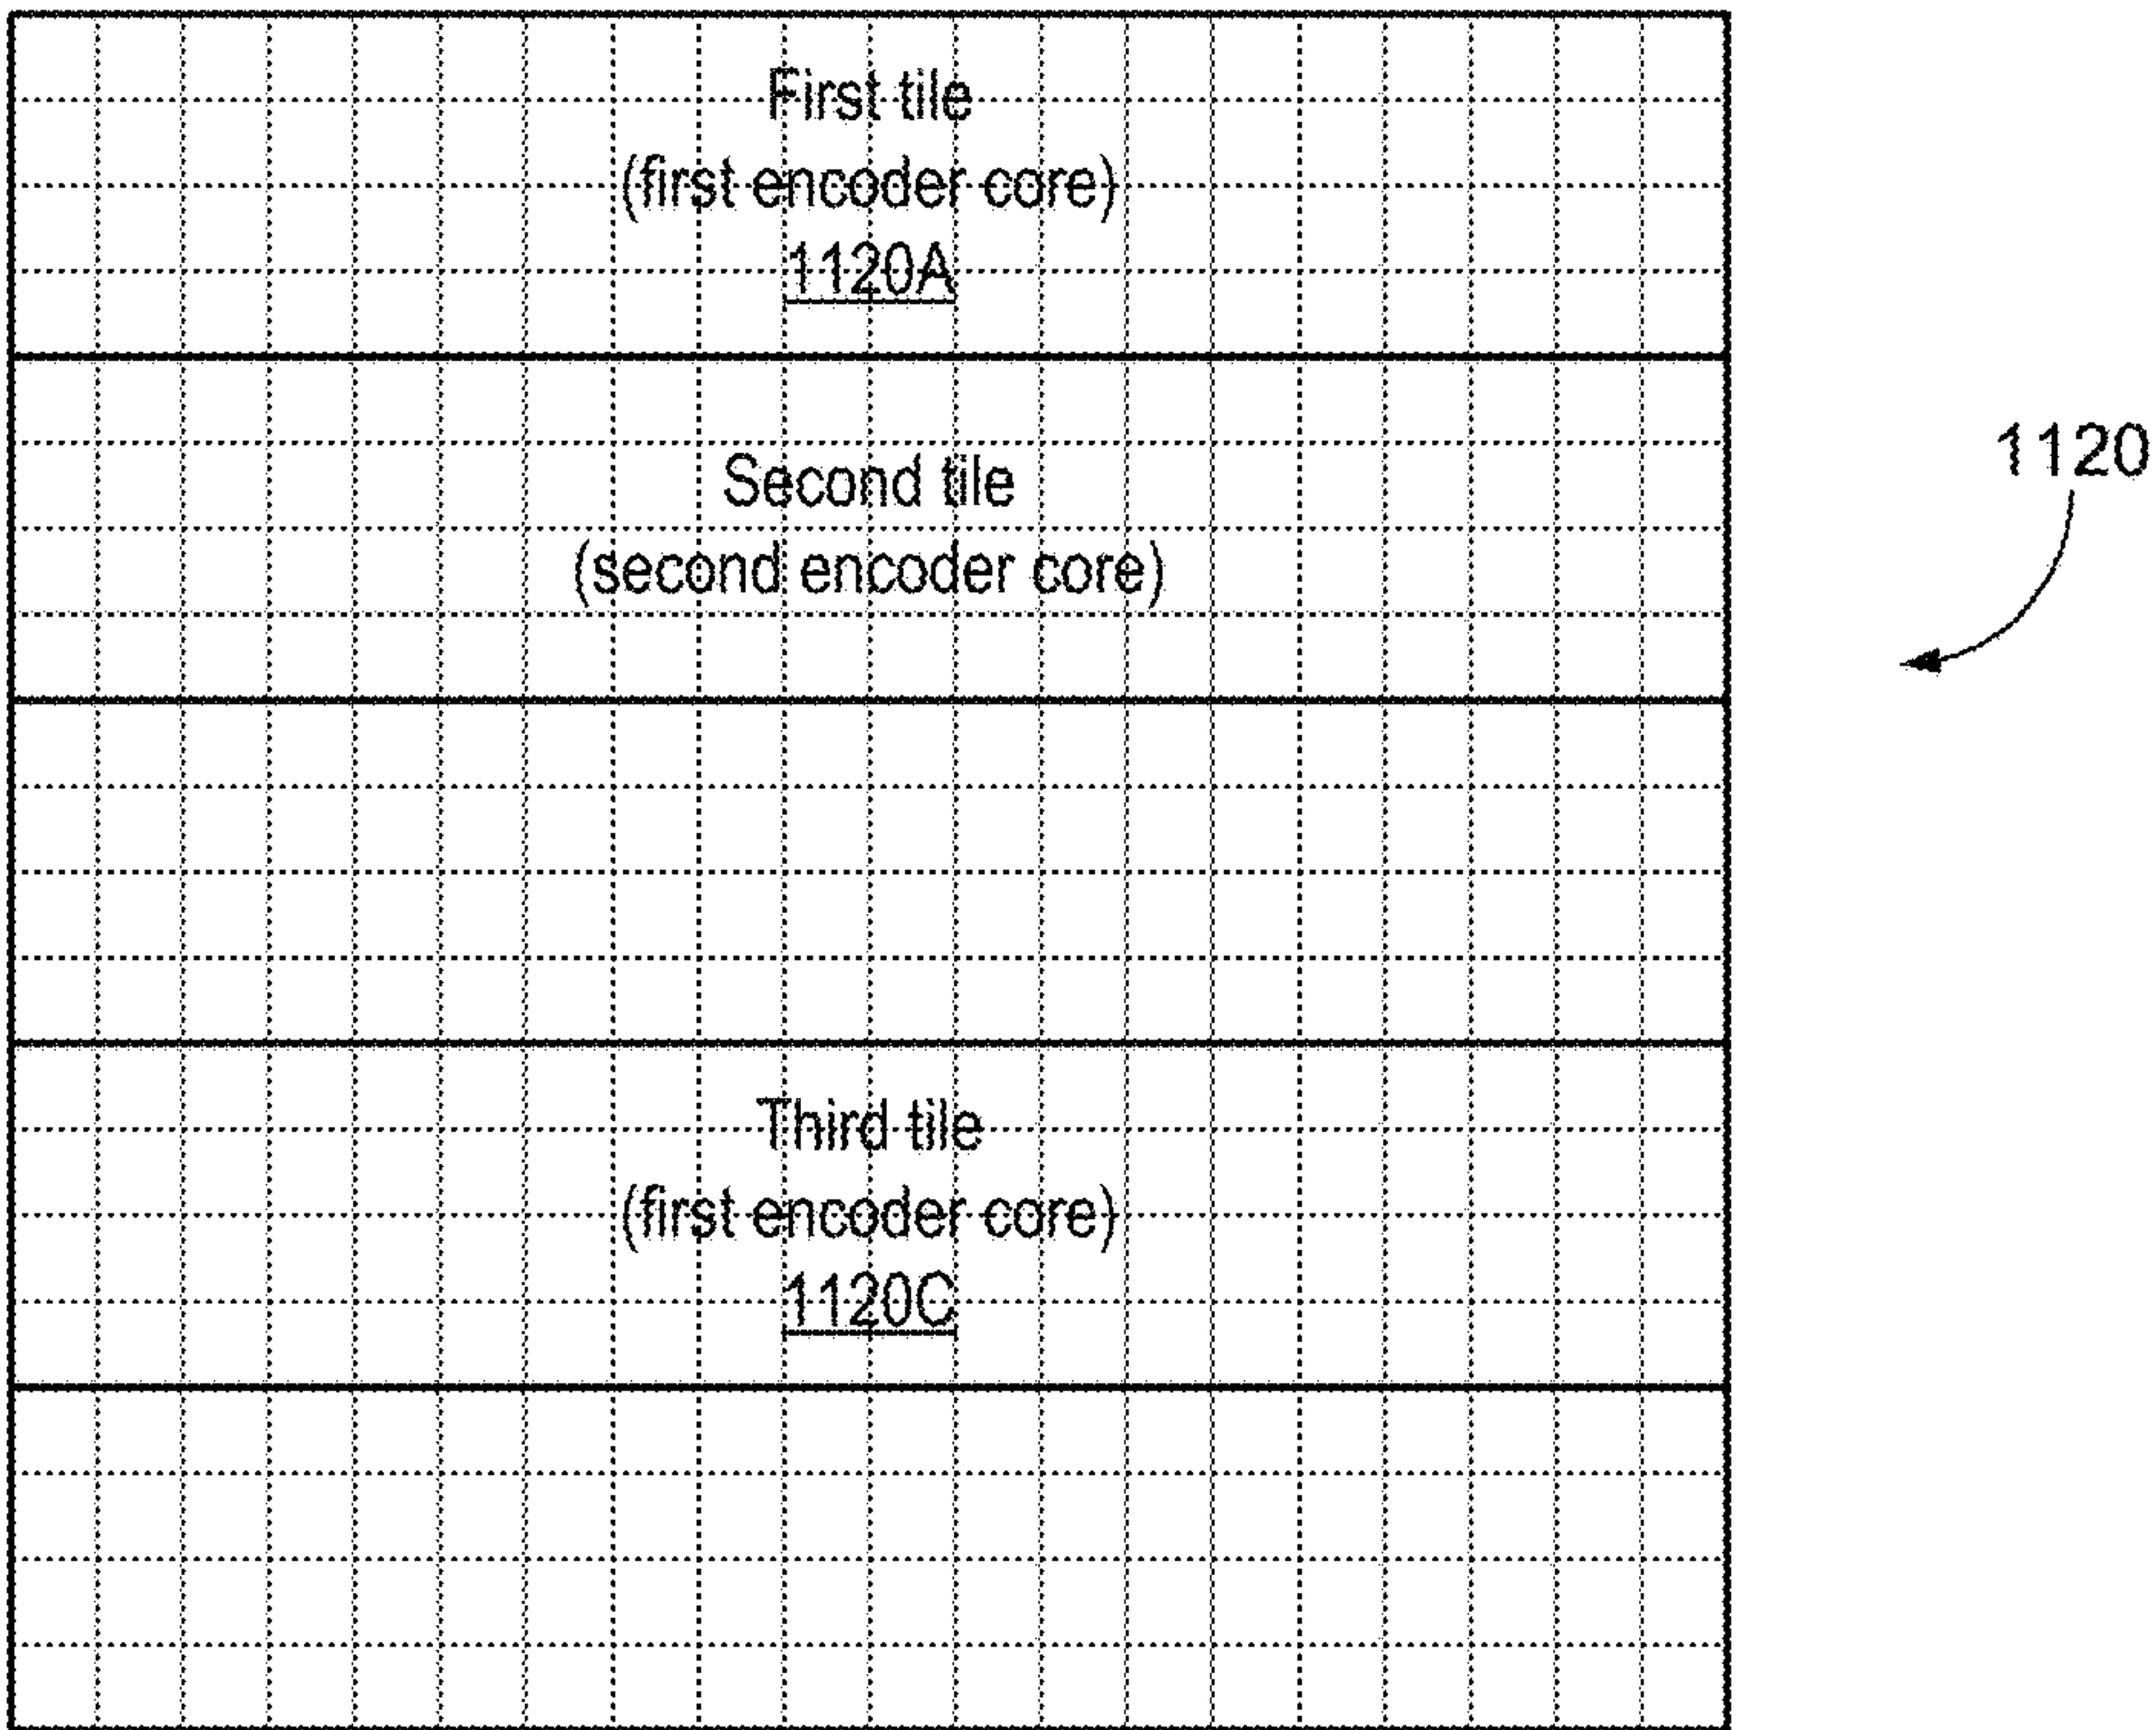 First tile
(first encoder core)
1120A
Second tile
(second encoder core)
1120
Third tile
(first encoder core)
1120C